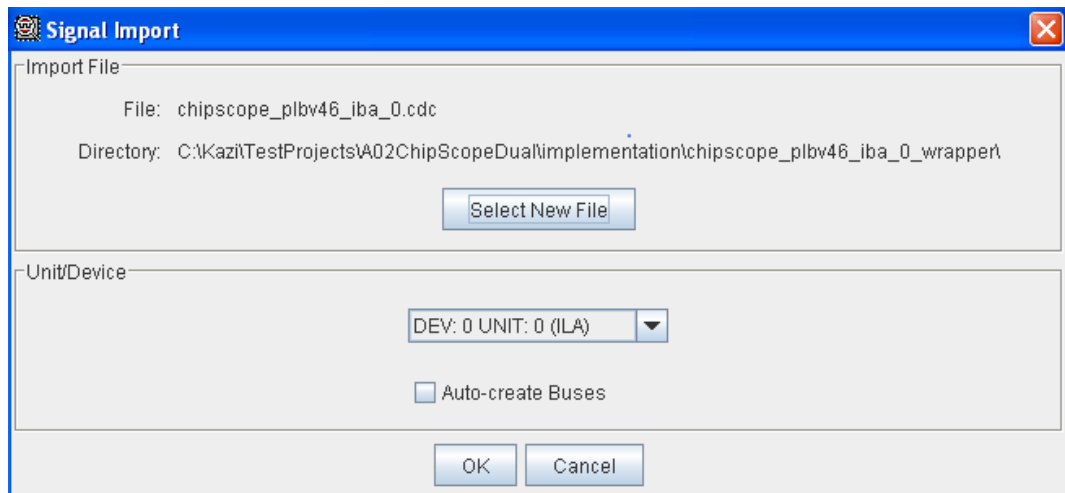 Signal Import
Import File
File: chipscope_plbv46_iba_0.cdc
Directory: C:\Kazi\TestProjects\A02ChipScopeDual\implementation\chipscope_plbv46_iba_0_wrapper\
Select New File
Unit/Device
DEV: 0 UNIT: 0 (ILA)
Auto-create Buses
OK Cancel